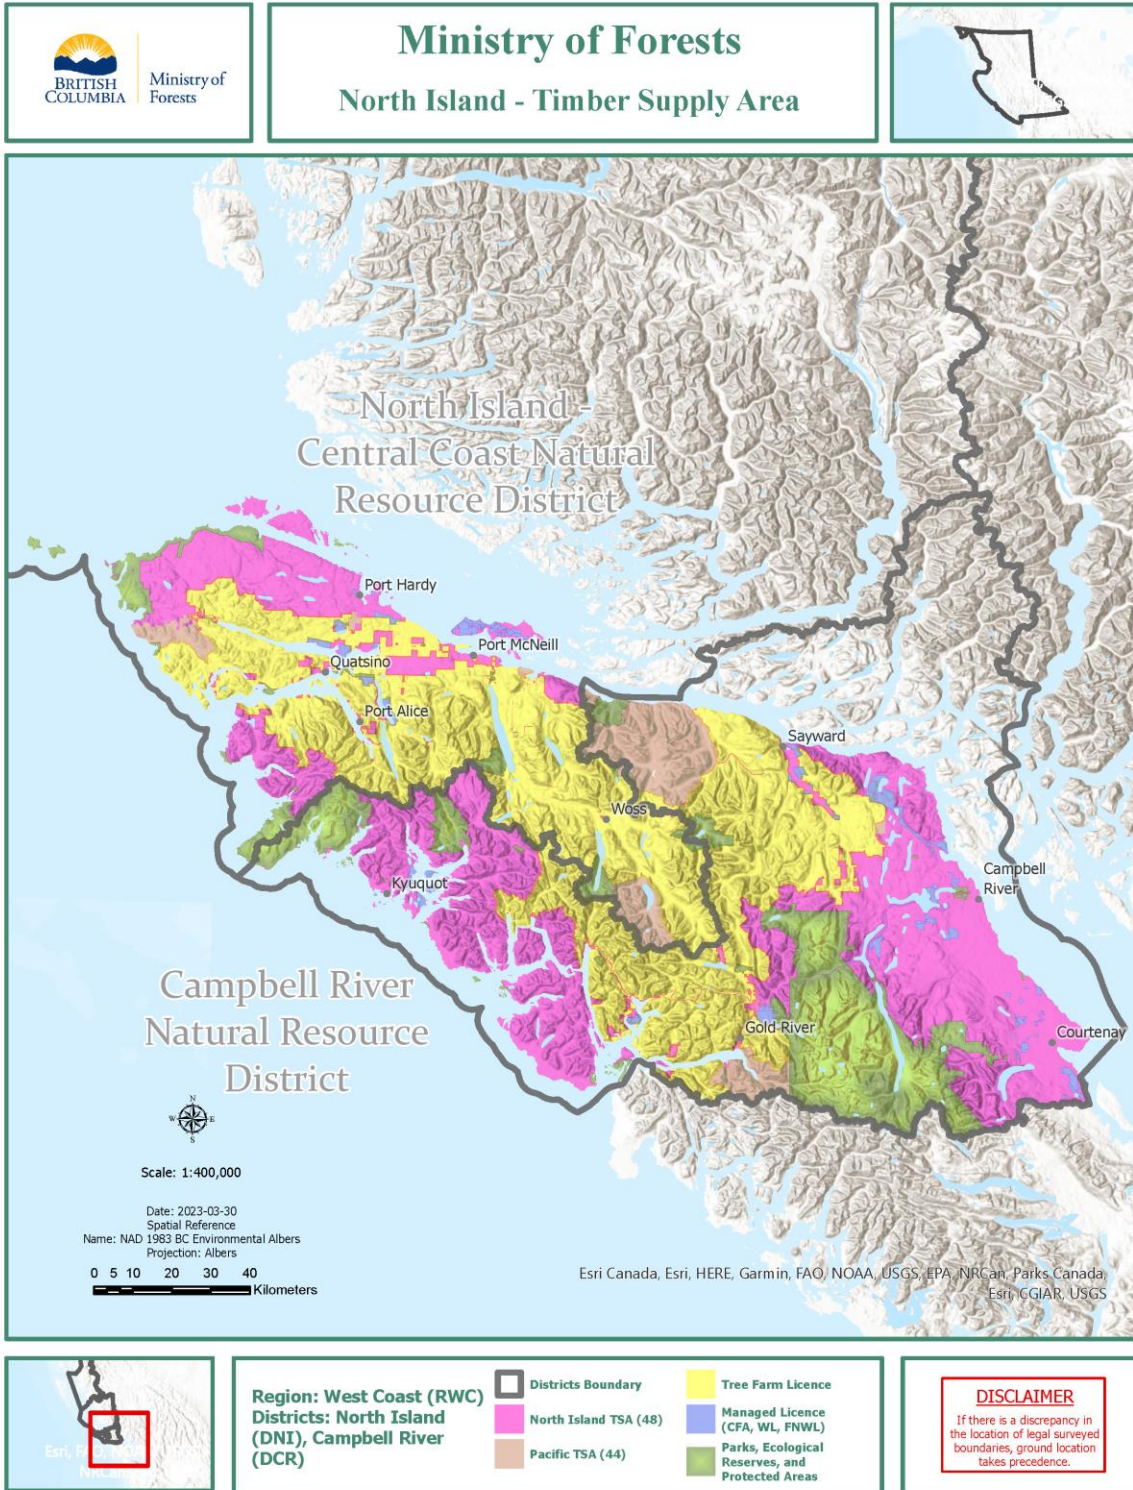 BRITISH
COLUMBIA
Ministry of
Forests
Ministry of Forests
North Island - Timber Supply Area
North Island -
Central Coast Natural
Resource District
Port Hardy
Port McNeill
Quatsino
Port Alice
Sayward
Woss
Campbell
River
Kyuquot
Campbell River
Natural Resource
District
Gold River
Courtenay
N
W E
S
Scale: 1:400,000
Date: 2023-03-30
Spatial Reference
Name: NAD 1983 BC Environmental Albers
Projection: Albers
0 5 10 20 30 40
Kilometers
Esri Canada, Esri, HERE, Garmin, FAO, NOAA, USGS, EPA, NRCan, Parks Canada,
Esri, CGIAR, USGS
Esri, FAO, NOAA
NRCan
Region: West Coast (RWC)
Districts: North Island
(DNI), Campbell River
(DCR)
Districts Boundary
North Island TSA (48)
Pacific TSA (44)
Tree Farm Licence
Managed Licence
(CFA, WL, FNWL)
Parks, Ecological
Reserves, and
Protected Areas
DISCLAIMER
If there is a discrepancy in
the location of legal surveyed
boundaries, ground location
takes precedence.